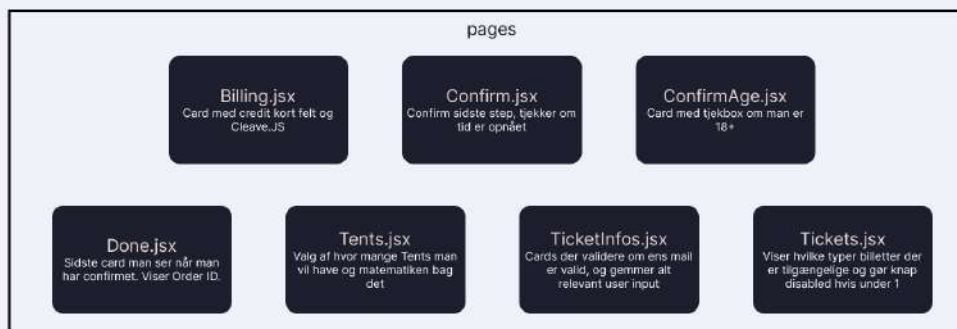 pages
Billing.jsx
Card med credit kort felt og
Cleave.JS
Confirm.jsx
Confirm sidste step, tjekker om
tid er opnået
ConfirmAge.jsx
Card med tjekbox om man er
18+
Done.jsx
Sidste card man ser når man
har confirmet. Viser Order ID.
Tents.jsx
Valg af hvor mange Tents man
vil have og matematiken bag
det
TicketInfos.jsx
Cards der validere om ens mail
er valid, og gemmer alt
relevant user input
Tickets.jsx
Viser hvilke typer billetter der
er tilgængelige og gør knap
disabled hvis under 1